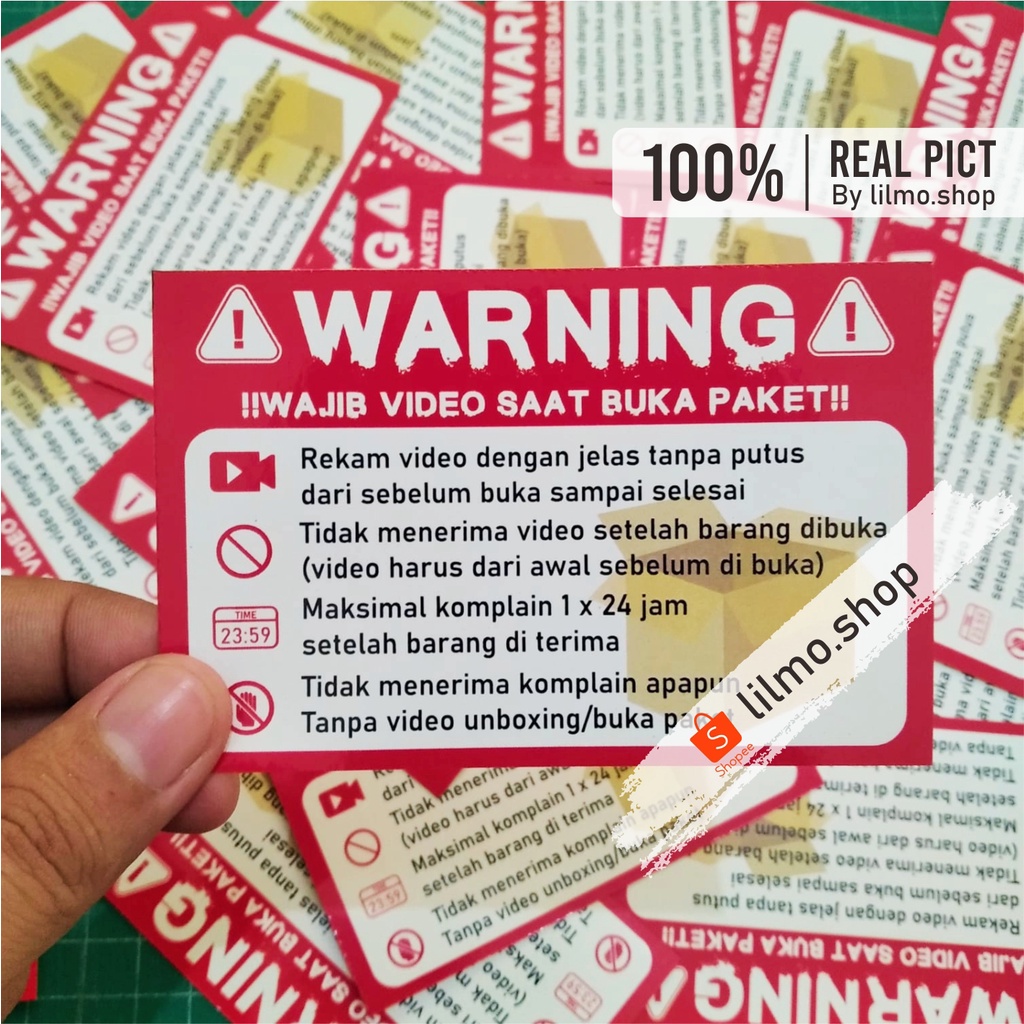 100%
REAL PICT
By lilmo.shop
WARNING
!!WAJIB VIDEO SAAT BUKA PAKET!!
Rekam video dengan jelas tanpa putus
dari sebelum buka sampai selesai
Tidak menerima video setelah barang dibuka
(video harus dari awal sebelum di buka)
TIME
23:59
Maksimal komplain 1 x 24 jam
setelah barang di terima
Tidak menerima komplain apapun
Tanpa video unboxing/buka
lilmo.shop
Shopee